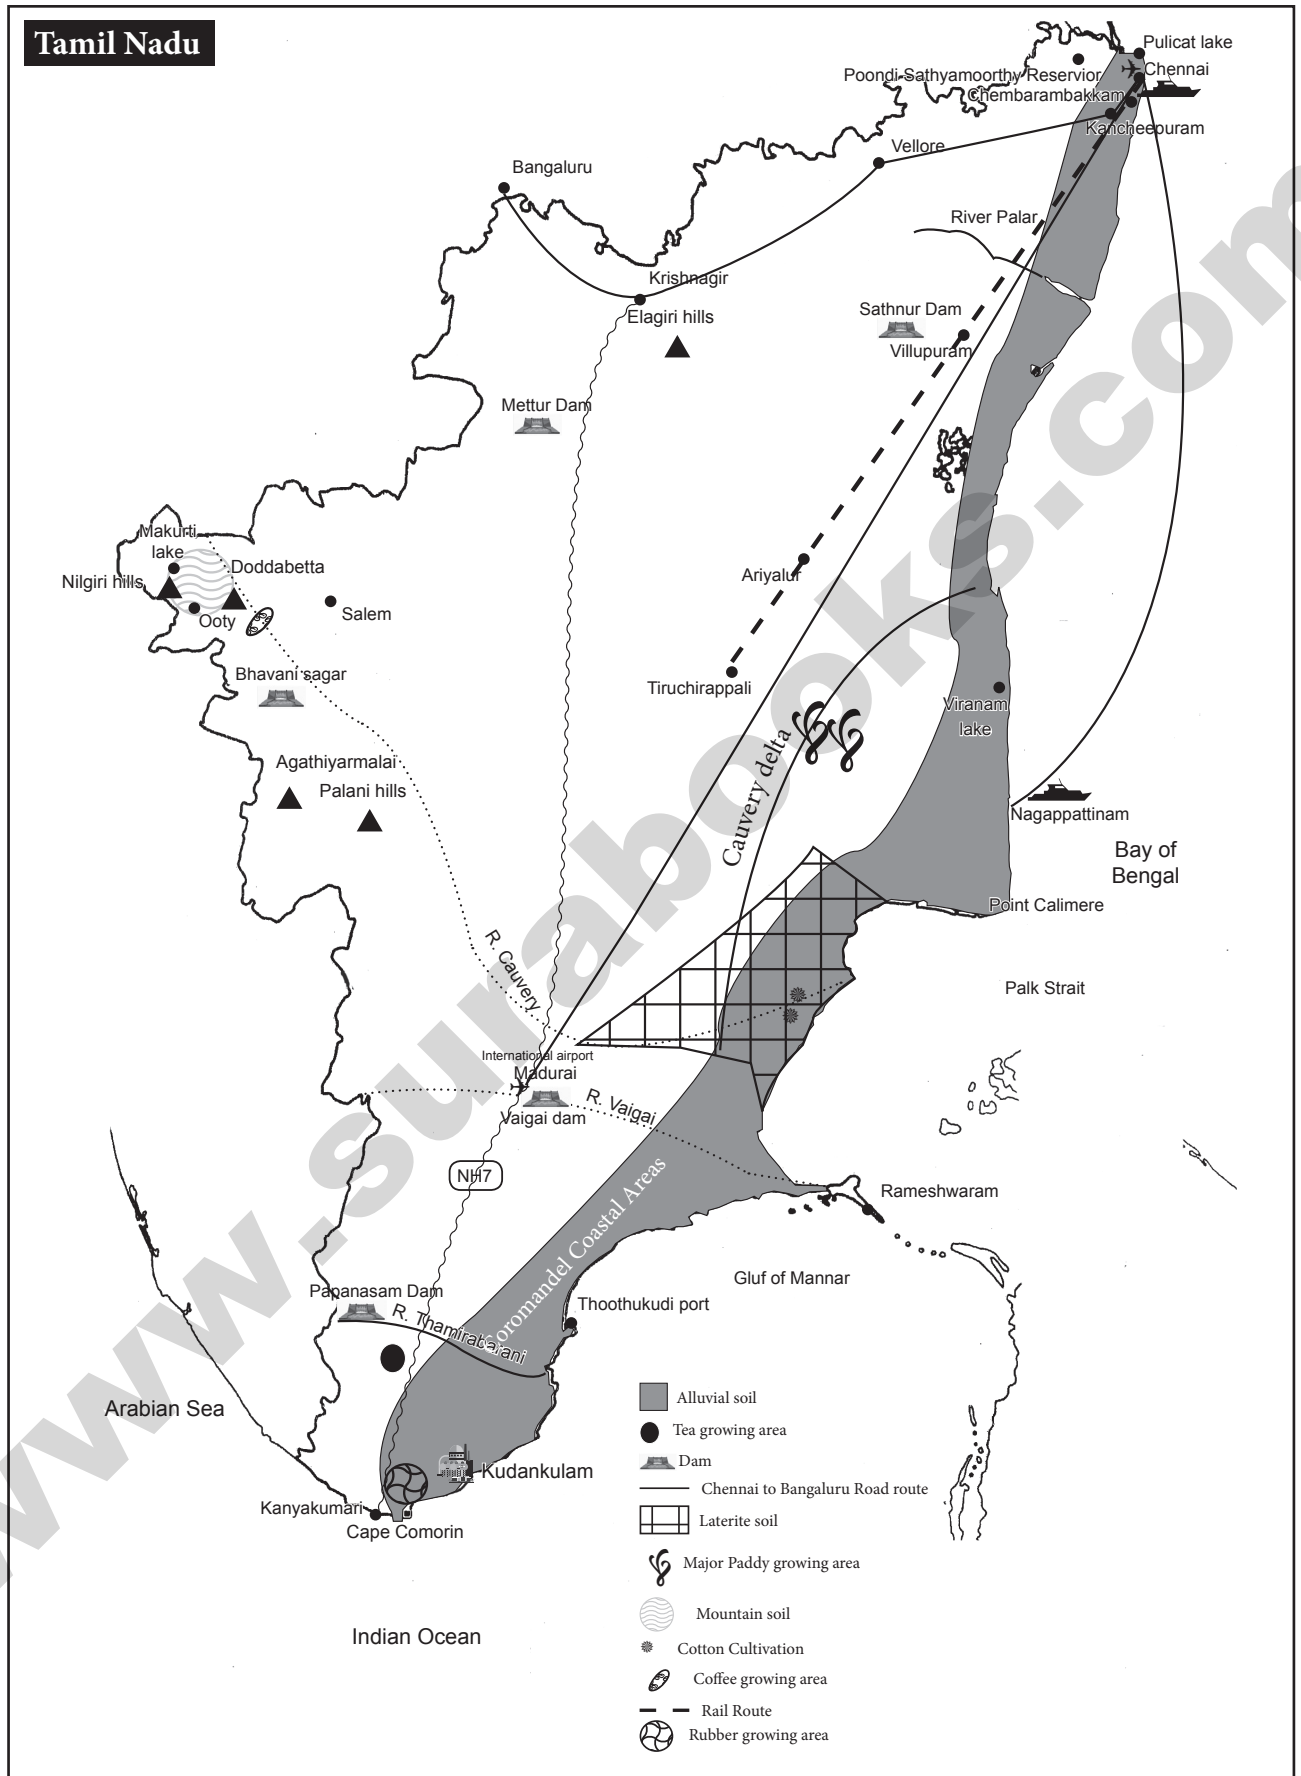 Tamil Nadu
Pulicat lake
Chennai
Poondi Sathyamoorthy Reservior
Chembarambakkam
Kancheepuram
Vellore
Bangaluru
River Palar
Krishnagir
Elagiri hills
Sathnur Dam
Villupuram
Mettur Dam
Makurti
lake
Doddabetta
Nilgiri hills
Ooty
Salem
Ariyalur
Bhavani sagar
Tiruchirappali
Viranam
lake
Cauvery delta
Agathiyarmalai
Palani hills
Nagappattinam
Bay of
Bengal
Point Calimere
R. Cauvery
Palk Strait
International airport
Madurai
Vaigai dam
R. Vaigai
NH7
Rameshwaram
Coromandel Coastal Areas
Gluf of Mannar
Papanasam Dam
R. Thamirabarani
Thoothukudi port
Arabian Sea
Kudankulam
Kanyakumari
Cape Comorin
Indian Ocean
Alluvial soil
Tea growing area
Dam
Chennai to Bangaluru Road route
Laterite soil
Major Paddy growing area
Mountain soil
Cotton Cultivation
Coffee growing area
Rail Route
Rubber growing area
www.surabooks.com